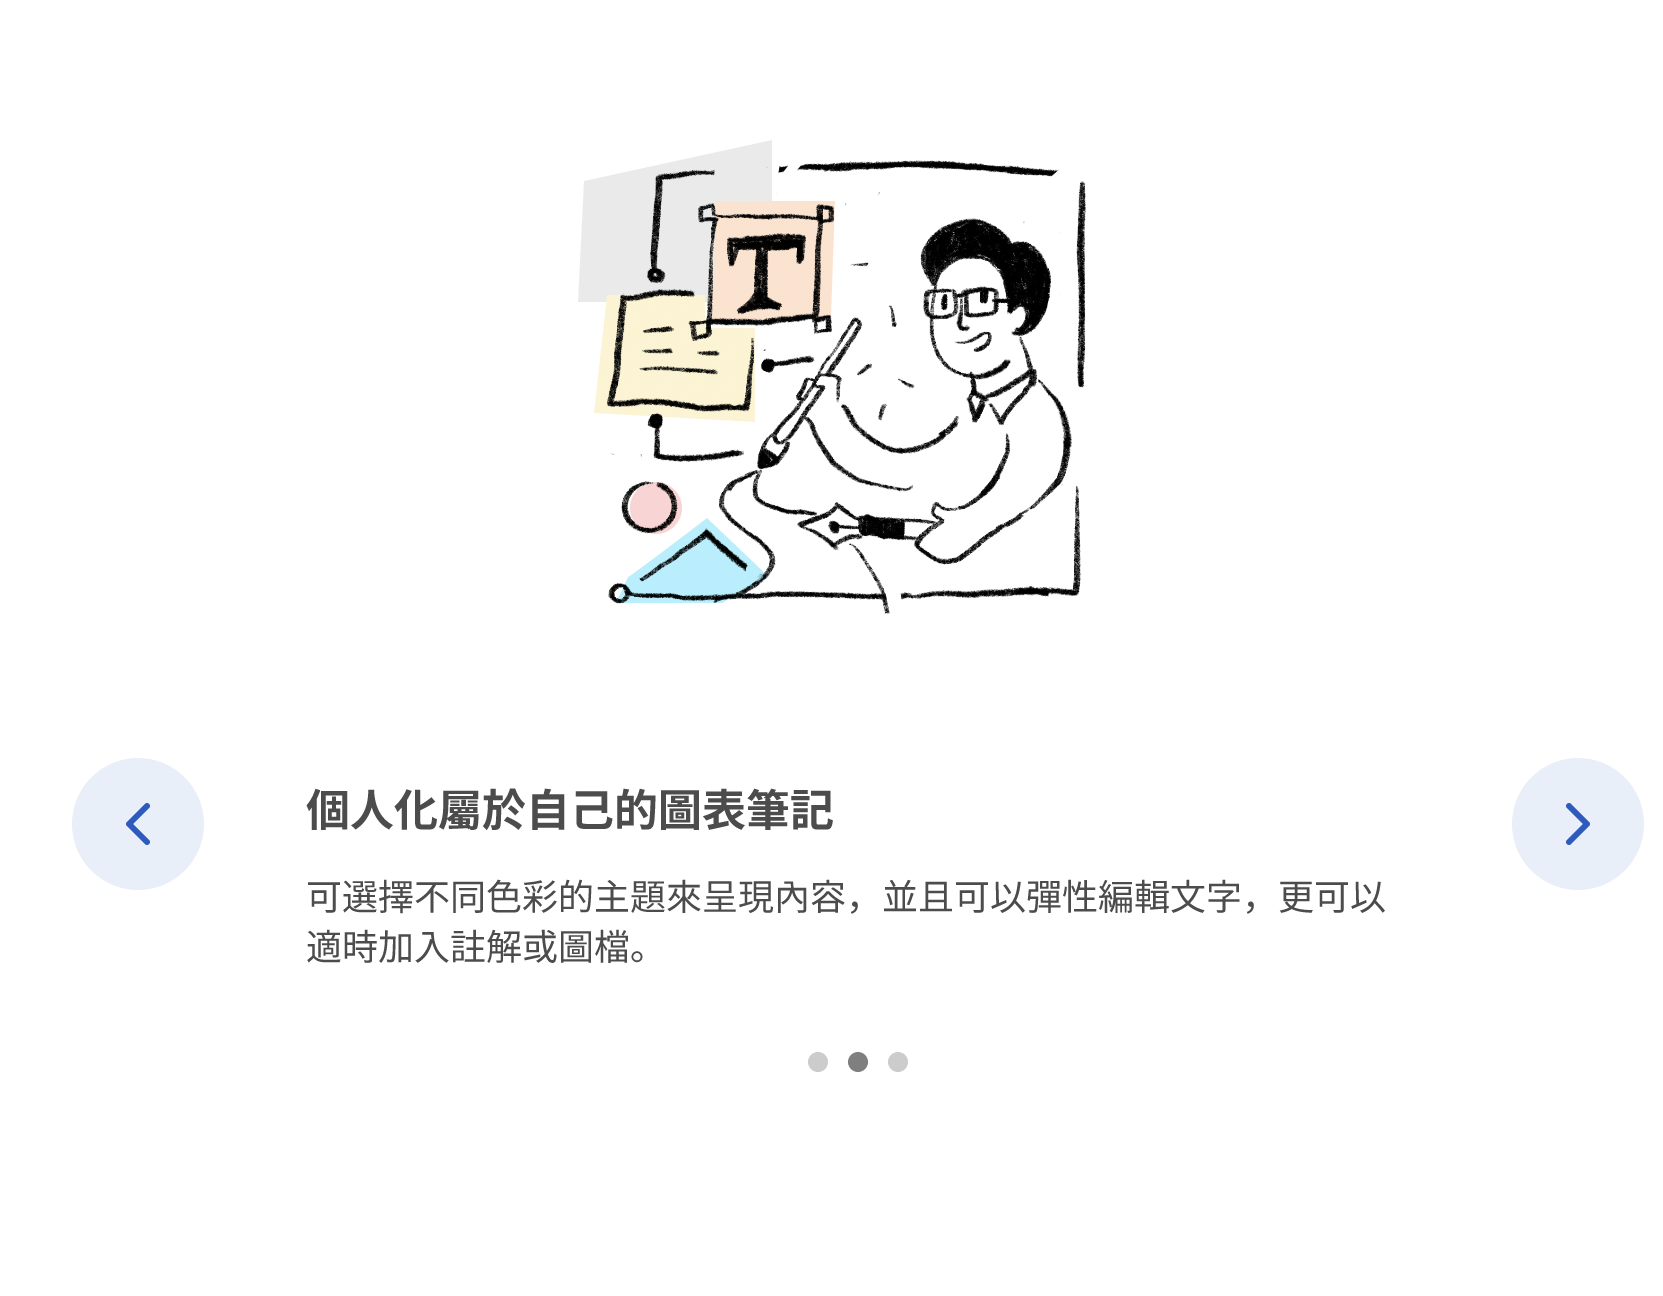 T
個人化屬於自己的圖表筆記
可選擇不同色彩的主題來呈現內容，並且可以彈性編輯文字，更可以
適時加入註解或圖檔。